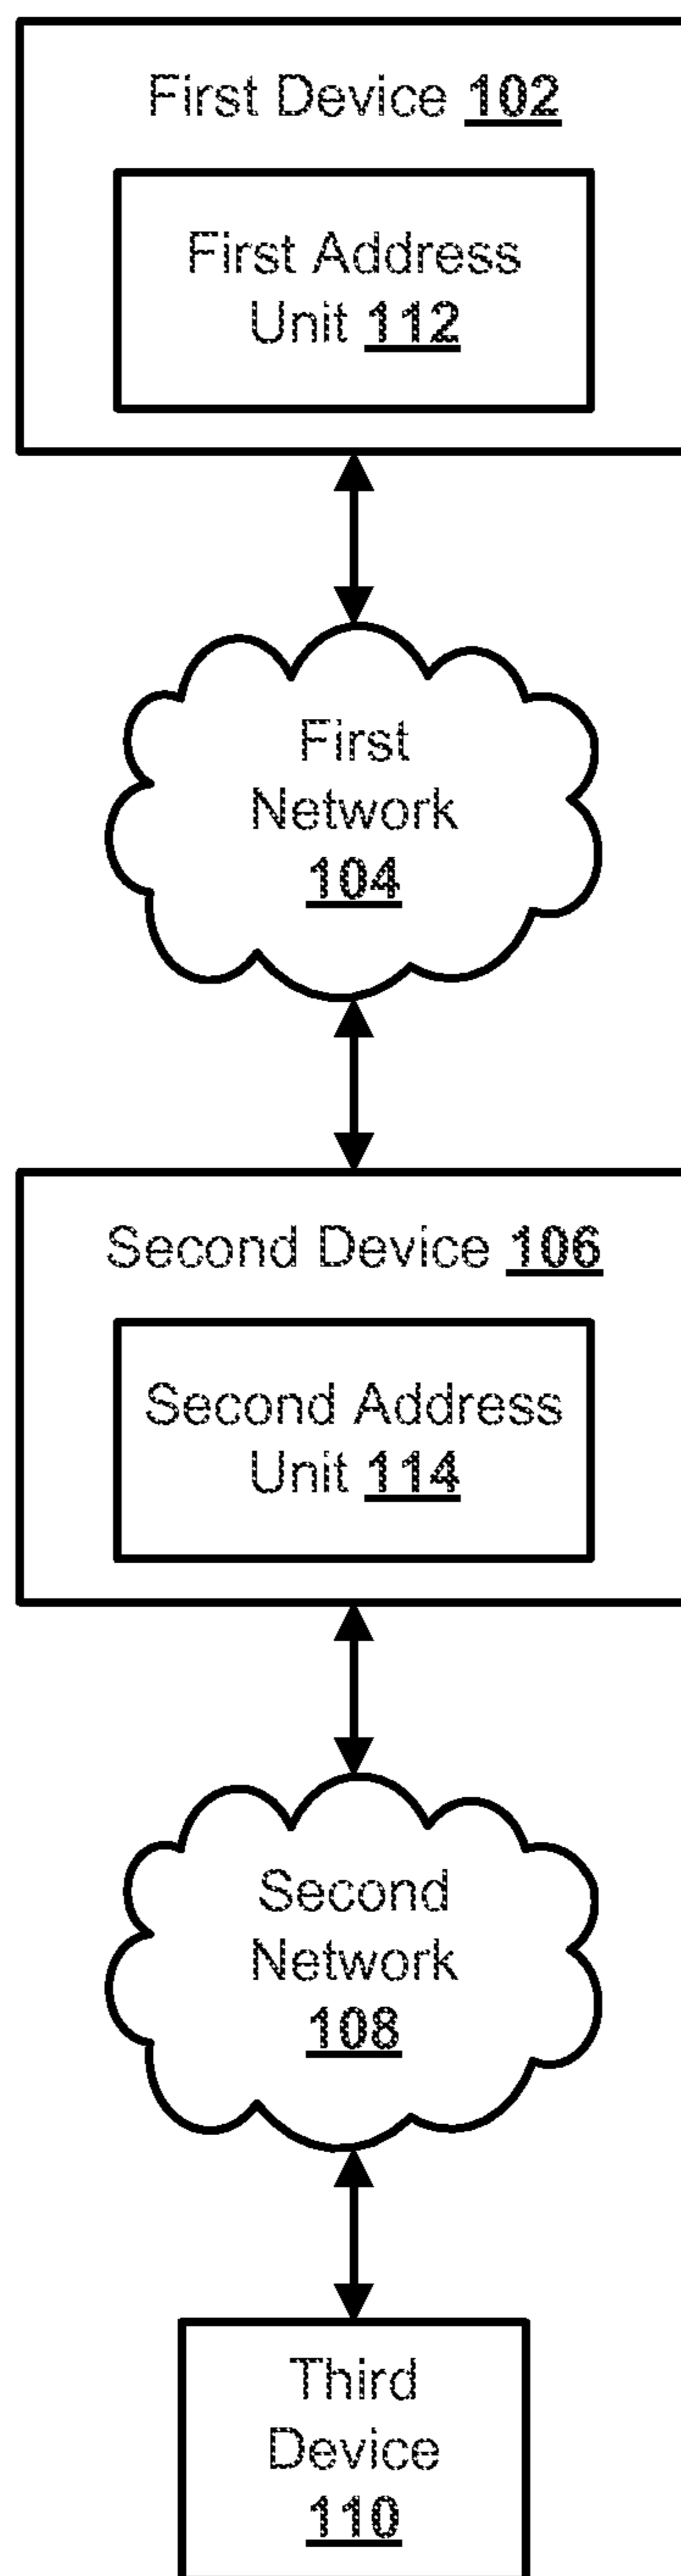 First Device 102
First Address
Unit 112
First
Network
104
Second Device 106
Second Address
Unit 114
Second
Network
108
Third
Device
110